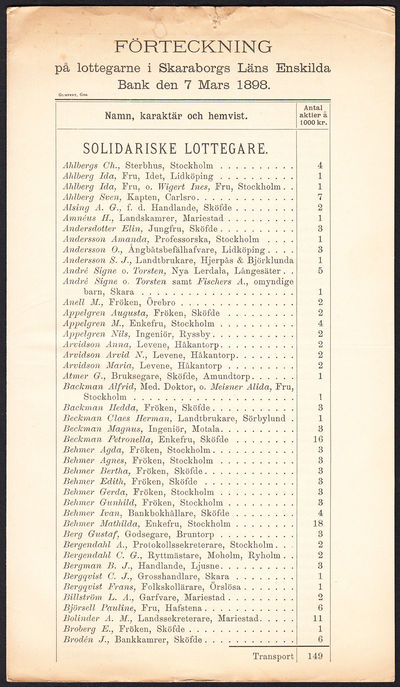 FÖRTECKNING
på lottegarne i Skaraborgs Läns Enskilda
Bank den 7 Mars 1898.
Namn, karaktär och hemvist. Antal aktier à 1000 kr.
SOLIDARISKE LOTTEGARE.
Ahlbergs Ch., Sterbhus, Stockholm . . . . . . . . . . 4
Ahlberg Ida, Fru, Idet, Lidköping . . . . . . . . . . 1
Ahlberg Ida, Fru, o. Wigert Ines, Fru, Stockholm . . 1
Ahlberg Sven, Kapten, Carlsro. . . . . . . . . . . . 7
Alsing A. G., f. d. Handlande, Sköfde . . . . . . . . 2
Amnéus H., Landskamrer, Mariestad . . . . . . . . . 1
Andersdotter Elin, Jungfru, Sköfde . . . . . . . . . 3
Andersson Amanda, Professorska, Stockholm . . . . 1
Andersson O., Ångbåtsbefälhafvare, Lidköping. . . . 3
Andersson S. J., Landtbrukare, Hjerpås & Björklunda 1
André Signe o. Torsten, Nya Lerdala, Långesäter . . 5
André Signe o. Torsten samt Fischers A., omyndige
barn, Skara . . . . . . . . . . . . . . . . . 1
Anell M., Fröken, Örebro . . . . . . . . . . . . . 2
Appelgren Augusta, Fröken, Sköfde . . . . . . . . 2
Appelgren M., Enkefru, Stockholm . . . . . . . . . 4
Appelgren Nils, Ingeniör, Ryssby. . . . . . . . . . 2
Arvidson Anna, Levene, Håkantorp. . . . . . . . . 2
Arvidson Arvid N., Levene, Håkantorp. . . . . . . . 2
Arvidson Maria, Levene, Håkantorp . . . . . . . . 2
Atmer G., Bruksegare, Sköfde, Amundtorp. . . . . . 1
Backman Alfrid, Med. Doktor, o. Meisner Alida, Fru,
Stockholm . . . . . . . . . . . . . . . . . . 1
Backman Hedda, Fröken, Sköfde . . . . . . . . . . 3
Beckman Claes Herman, Landtbrukare, Sörbylund . 1
Beckman Magnus, Ingeniör, Motala. . . . . . . . . 3
Beckman Petronella, Enkefru, Sköfde . . . . . . . 16
Behmer Agda, Fröken, Stockholm . . . . . . . . . . 3
Behmer Agnes, Fröken, Stockholm . . . . . . . . . 3
Behmer Bertha, Fröken, Sköfde . . . . . . . . . . . 3
Behmer Edith, Fröken, Sköfde . . . . . . . . . . . 3
Behmer Gerda, Fröken, Stockholm . . . . . . . . . 3
Behmer Gunhild, Fröken, Stockholm . . . . . . . . 3
Behmer Ivan, Bankbokhållare, Sköfde . . . . . . . . 4
Behmer Mathilda, Enkefru, Stockholm . . . . . . . . 18
Berg Gustaf, Godsegare, Bruntorp . . . . . . . . . 3
Bergendahl A., Protokollssekreterare, Stockholm . . 2
Bergendahl C. G., Ryttmästare, Moholm, Ryholm . . 2
Bergman B. J., Handlande, Ljusne . . . . . . . . . 3
Bergqvist C. J., Grosshandlare, Skara . . . . . . . 1
Bergqvist Frans, Folkskollärare, Örslösa . . . . . . 1
Billström L. A., Garfvare, Mariestad . . . . . . . . 2
Björsell Pauline, Fru, Hafstena. . . . . . . . . . . 6
Bolinder A. M., Landssekreterare, Mariestad. . . . . 11
Broberg E., Fröken, Sköfde . . . . . . . . . . . . 1
Brodén J., Bankkamrer, Sköfde . . . . . . . . . . . 6
Transport 149